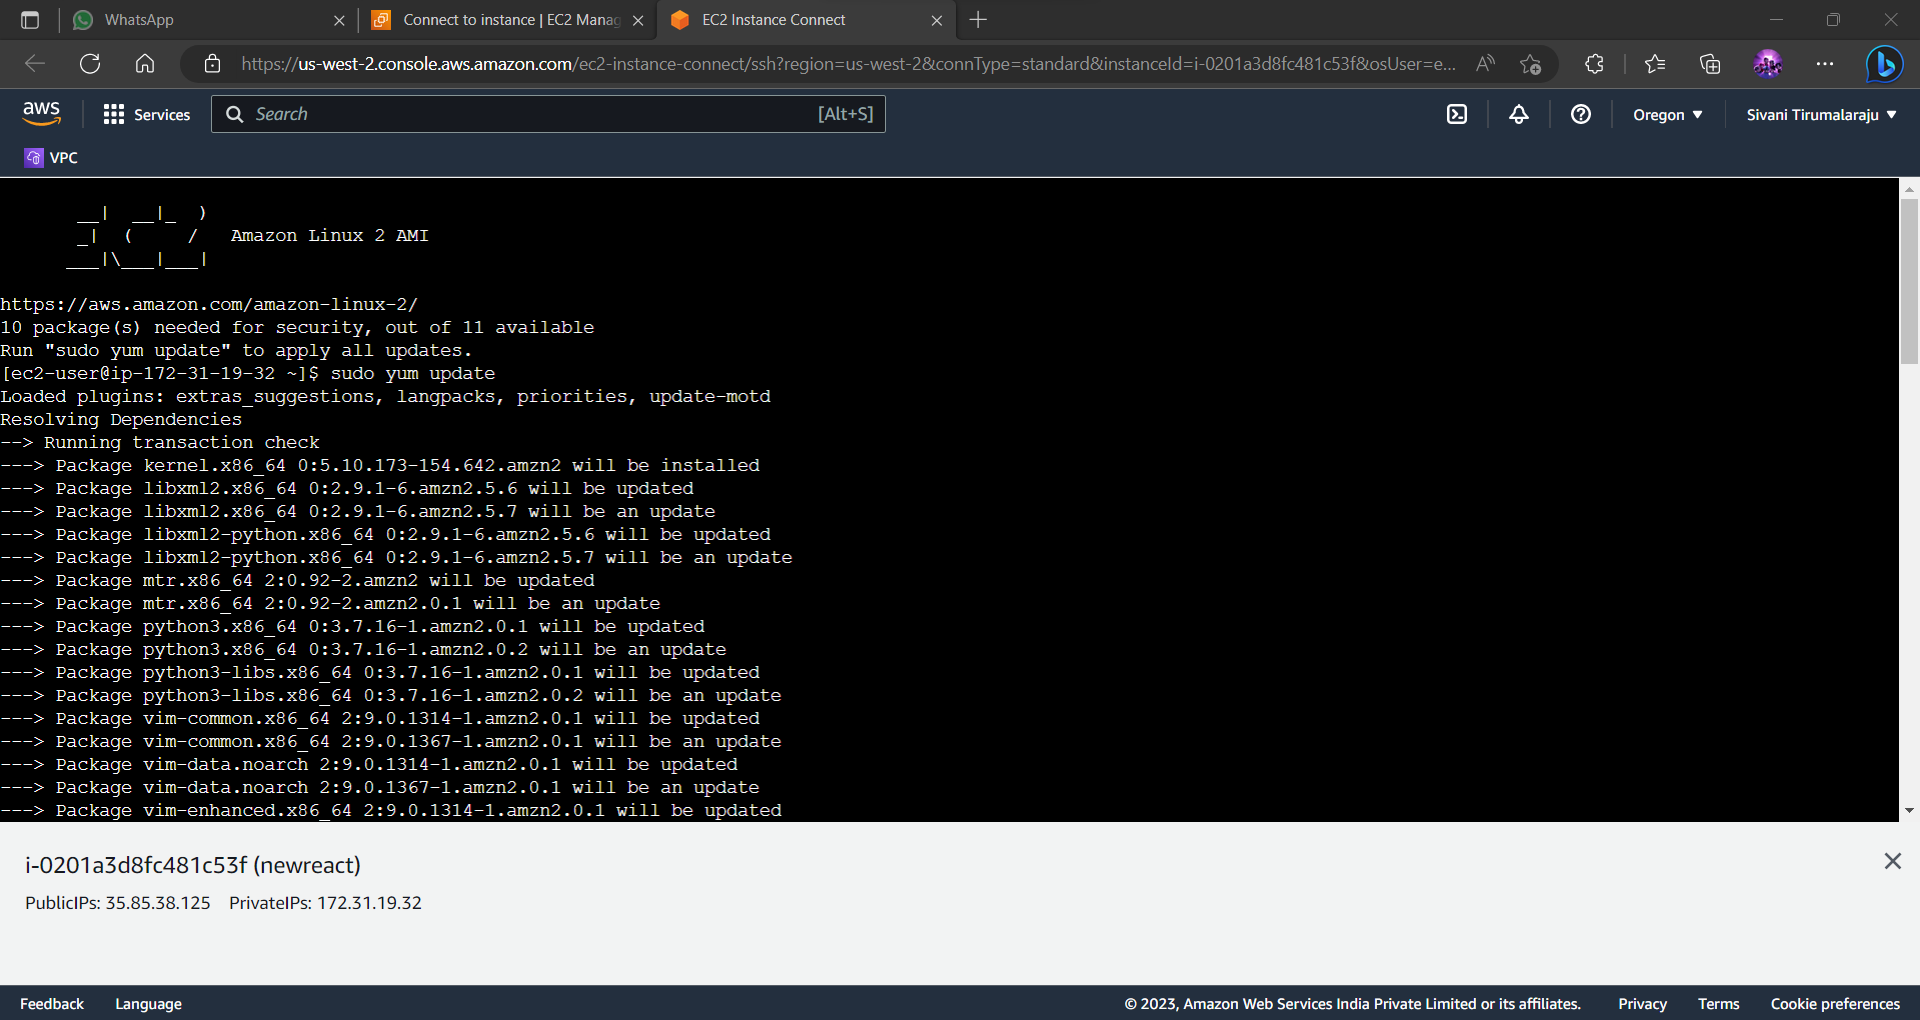 WhatsApp
Connect to instance | EC2 Manag
EC2 Instance Connect
https://us-west-2.console.aws.amazon.com/ec2-instance-connect/ssh?region=us-west-2&connType=standard&instanceId=i-0201a3d8fc481c53f&osUser=e...
aws
Services
Search
[Alt+S]
Oregon
Sivani Tirumalaraju
VPC
__|  __|_  )
_|  (     /   Amazon Linux 2 AMI
___|\___|___|
https://aws.amazon.com/amazon-linux-2/
10 package(s) needed for security, out of 11 available
Run "sudo yum update" to apply all updates.
[ec2-user@ip-172-31-19-32 ~]$ sudo yum update
Loaded plugins: extras_suggestions, langpacks, priorities, update-motd
Resolving Dependencies
--> Running transaction check
---> Package kernel.x86_64 0:5.10.173-154.642.amzn2 will be installed
---> Package libxml2.x86_64 0:2.9.1-6.amzn2.5.6 will be updated
---> Package libxml2.x86_64 0:2.9.1-6.amzn2.5.7 will be an update
---> Package libxml2-python.x86_64 0:2.9.1-6.amzn2.5.6 will be updated
---> Package libxml2-python.x86_64 0:2.9.1-6.amzn2.5.7 will be an update
---> Package mtr.x86_64 2:0.92-2.amzn2 will be updated
---> Package mtr.x86_64 2:0.92-2.amzn2.0.1 will be an update
---> Package python3.x86_64 0:3.7.16-1.amzn2.0.1 will be updated
---> Package python3.x86_64 0:3.7.16-1.amzn2.0.2 will be an update
---> Package python3-libs.x86_64 0:3.7.16-1.amzn2.0.1 will be updated
---> Package python3-libs.x86_64 0:3.7.16-1.amzn2.0.2 will be an update
---> Package vim-common.x86_64 2:9.0.1314-1.amzn2.0.1 will be updated
---> Package vim-common.x86_64 2:9.0.1367-1.amzn2.0.1 will be an update
---> Package vim-data.noarch 2:9.0.1314-1.amzn2.0.1 will be updated
---> Package vim-data.noarch 2:9.0.1367-1.amzn2.0.1 will be an update
---> Package vim-enhanced.x86_64 2:9.0.1314-1.amzn2.0.1 will be updated
i-0201a3d8fc481c53f (newreact)
PublicIPs: 35.85.38.125 PrivateIPs: 172.31.19.32
Feedback Language © 2023, Amazon Web Services India Private Limited or its affiliates. Privacy Terms Cookie preferences